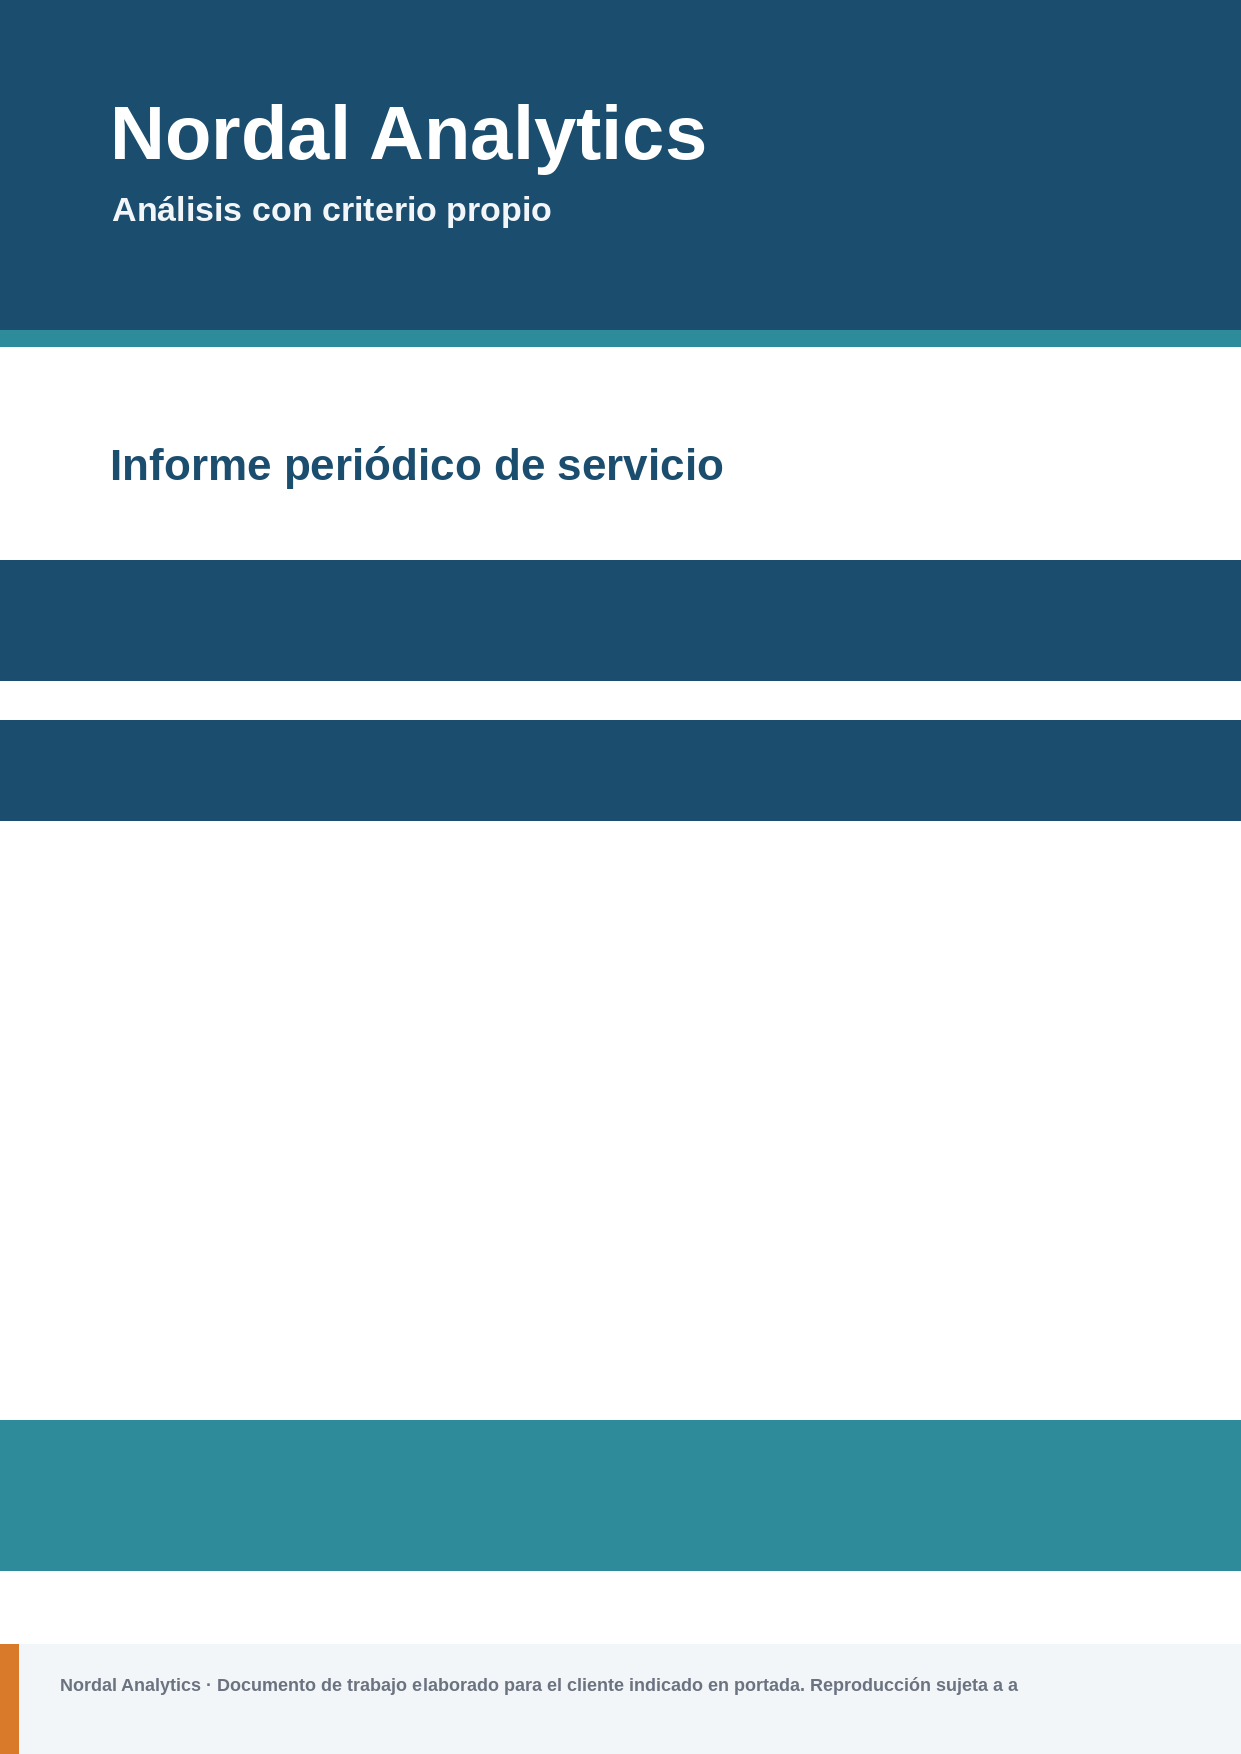 Nordal Analytics
Análisis con criterio propio
Informe periódico de servicio
Nordal Analytics · Documento de trabajo elaborado para el cliente indicado en portada. Reproducción sujeta a a